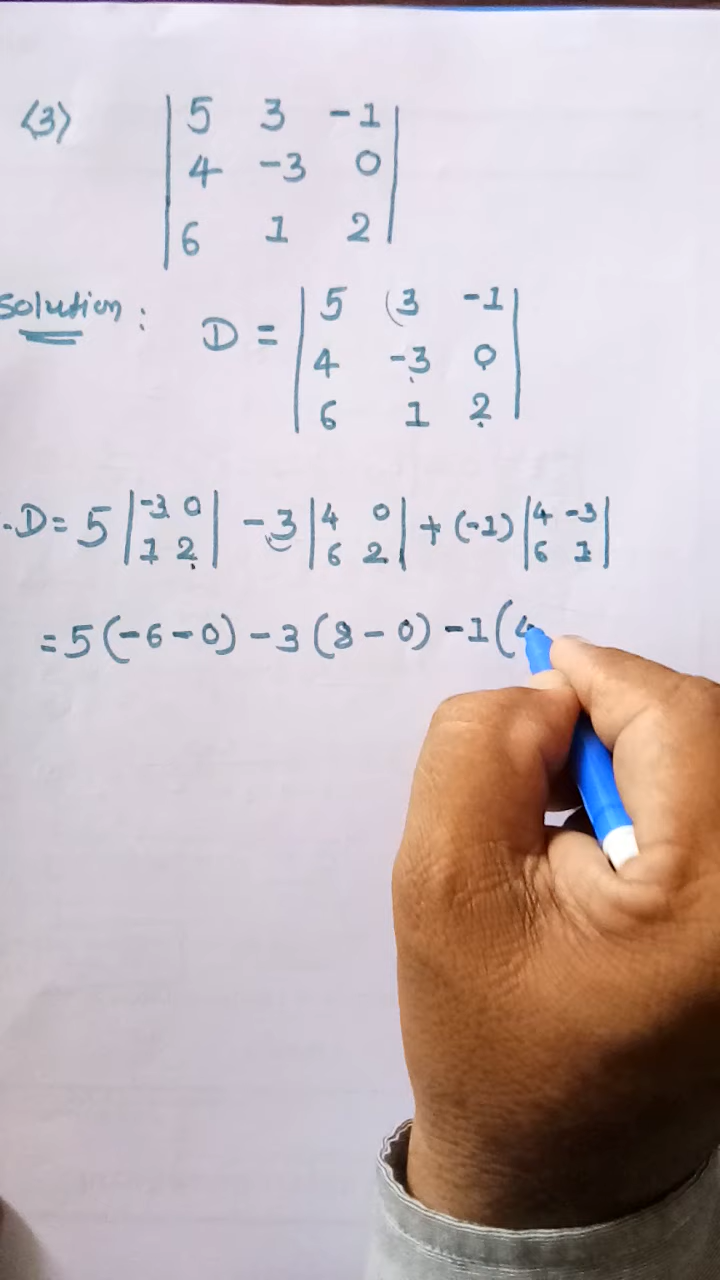 (3) | 5 3 -1 |
| 4 -3 0 |
| 6 1 2 |
Solution : D = | 5 (3 -1 |
| 4 -3 0 |
| 6 1 2 |
.D = 5 | -3 0 | -3 | 4 0 | + (-1) | 4 -3 |
| 1 2 | | 6 2 | | 6 1 |
= 5 (-6 - 0) - 3 (8 - 0) - 1 (4